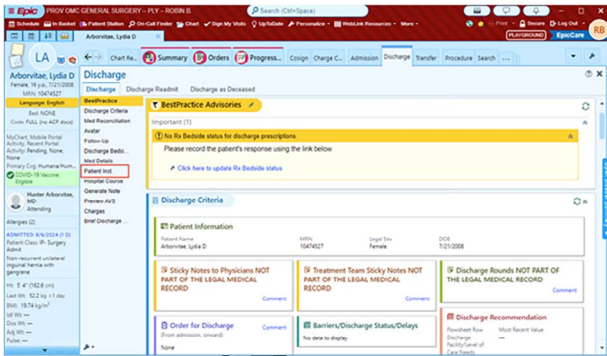 Epic PROV OMC GENERAL SURGERY - PLY - ROBIN B.
Search (Ctrl+Space)
Schedule In Basket Patient Station On-Call Finder Chart Sign My Visits UpToDate Personalize WebLink Resources More
Print Secure Log Out
Arborvitae, Lydia D
PLAYGROUND EpicCare RB
LA
Chart Re... Summary Orders Progress... Cosign Charge C... Admission Discharge Transfer Procedure Search ...
Arborvitae, Lydia D
Female, 16 y.o., 7/21/2008
MRN: 10474527
Language: English
Bed: NONE
Code: FULL (no ACP docs)
MyChart, Mobile Portal
Activity, Recent Portal
Activity: Pending, None,
None
Primary Cvg: Humana/Hum...
COVID-19 Vaccine
Eligible
Hunter Arborvitae,
MD
Attending
Allergies (2)
ADMITTED: 8/6/2024 (1 D)
Patient Class: IP- Surgery
Admit
Non-recurrent unilateral
inguinal hernia with
gangrene
Ht: 5' 4" (162.6 cm)
Last Wt: 52.2 kg >1 day
BMI: 19.74 kg/m²
Dos Wt: —
Adj Wt: —
Pulse: —
Discharge
Discharge Discharge Readmit Discharge as Deceased
BestPractice
Discharge Criteria
Med Reconciliation
Avatar
Follow-Up
Discharge Beds...
Med Details
Patient Inst.
Hospital Course
Generate Note
Preview AVS
Charges
Brief Discharge ...
BestPractice Advisories
Important (1)
No Rx Bedside status for discharge prescriptions.
Please record the patient's response using the link below.
Click here to update Rx Bedside status
Discharge Criteria
Patient Information
Patient Name MRN Legal Sex DOB
Arborvitae, Lydia D 10474527 Female 7/21/2008
Sticky Notes to Physicians NOT
PART OF THE LEGAL MEDICAL
RECORD
Comment
Treatment Team Sticky Notes NOT
PART OF THE LEGAL MEDICAL
RECORD
Comment
Discharge Rounds NOT PART OF
THE LEGAL MEDICAL RECORD
Comment
Order for Discharge Comment
(From admission, onward)
None
Barriers/Discharge Status/Delays
No data to display
Discharge Recommendation
Flowsheet Row Most Recent Value
Discharge —
Facility/Level of
Care Needs